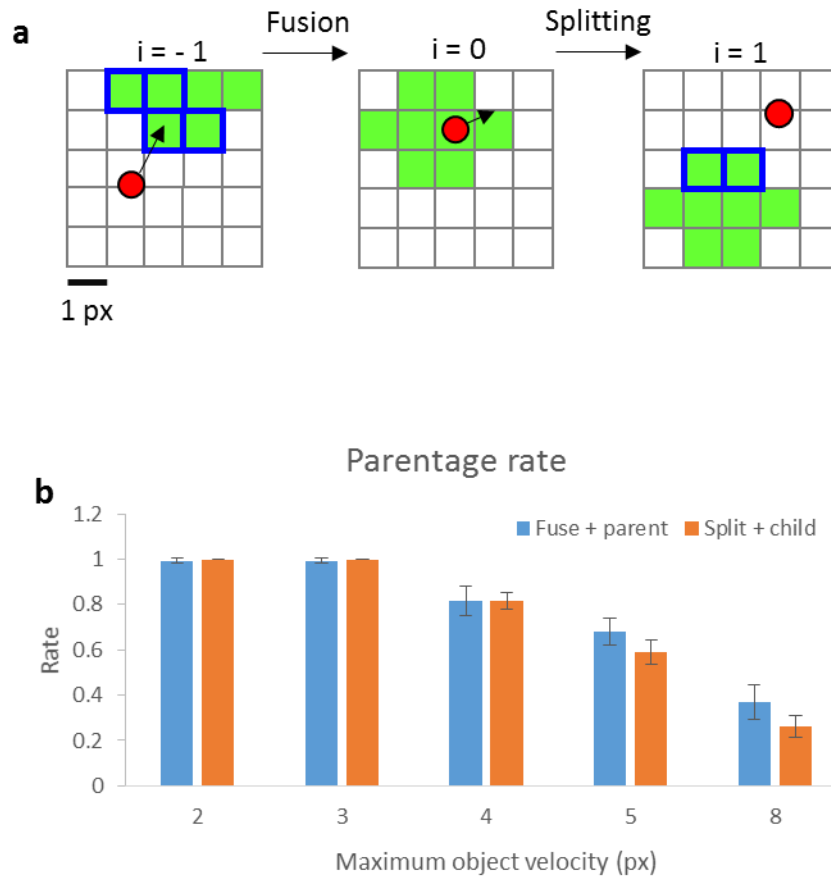 a
Fusion
Splitting
i = - 1
i = 0
i = 1
1 px
Parentage rate
b
Fuse + parent
Split + child
1.2
1
0.8
0.6
0.4
0.2
0
Rate
2
3
4
5
8
Maximum object velocity (px)